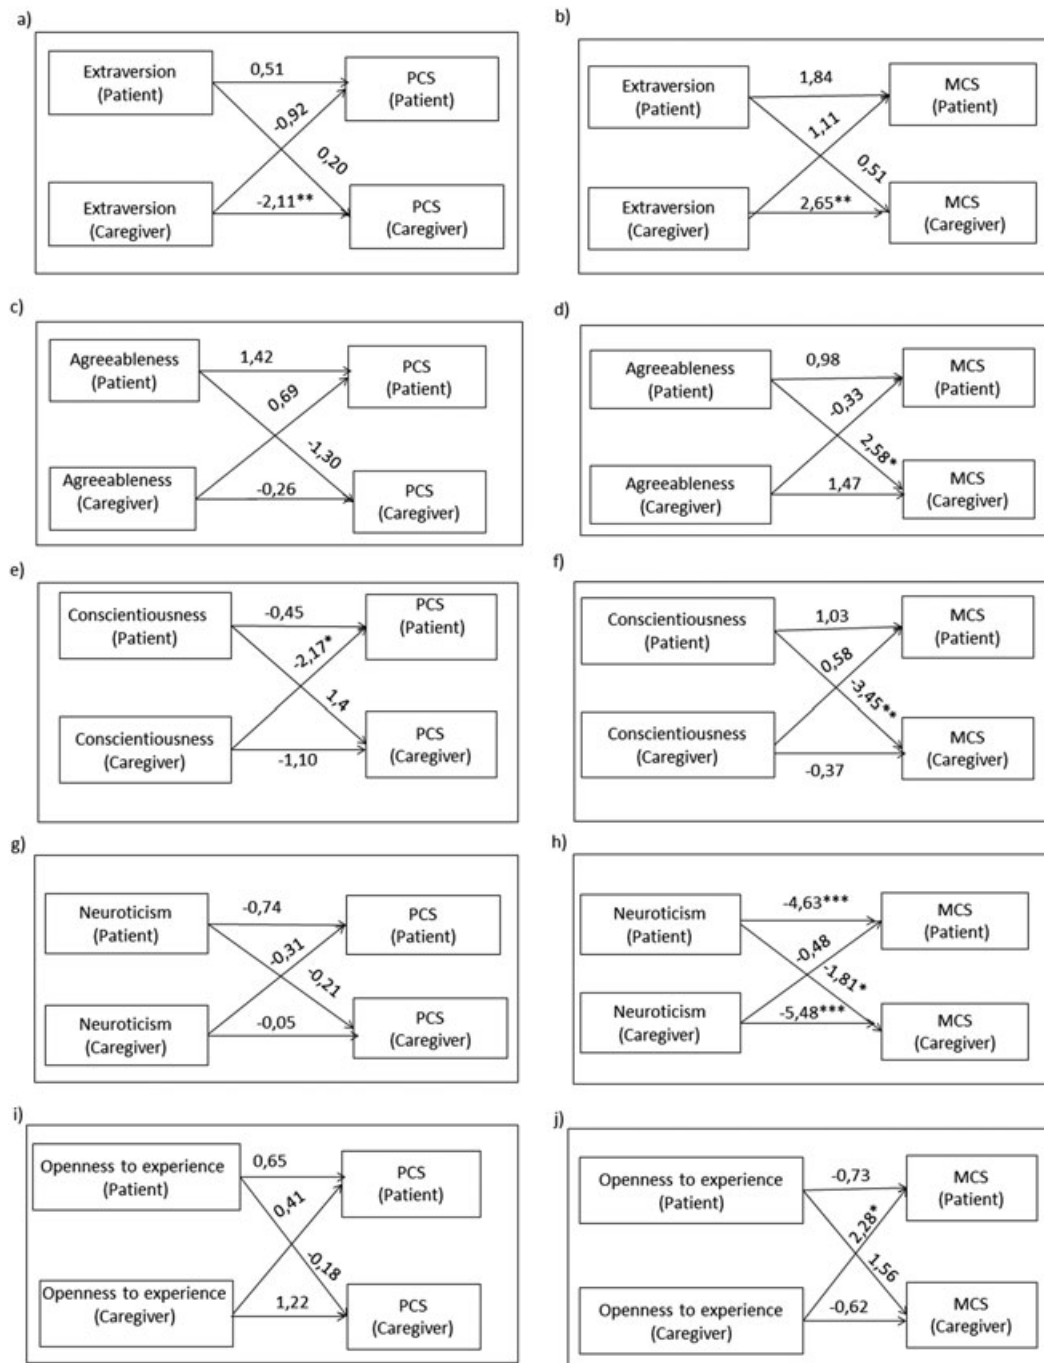 a)
Extraversion
(Patient)
0,51
PCS
(Patient)
-0,92
0,20
Extraversion
(Caregiver)
-2,11**
PCS
(Caregiver)
b)
Extraversion
(Patient)
1,84
MCS
(Patient)
1,11
0,51
Extraversion
(Caregiver)
2,65**
MCS
(Caregiver)
c)
Agreeableness
(Patient)
1,42
PCS
(Patient)
0,69
-1,30
Agreeableness
(Caregiver)
-0,26
PCS
(Caregiver)
d)
Agreeableness
(Patient)
0,98
MCS
(Patient)
-0,33
2,58*
Agreeableness
(Caregiver)
1,47
MCS
(Caregiver)
e)
Conscientiousness
(Patient)
-0,45
PCS
(Patient)
-2,17*
1,4
Conscientiousness
(Caregiver)
-1,10
PCS
(Caregiver)
f)
Conscientiousness
(Patient)
1,03
MCS
(Patient)
0,58
-3,45**
Conscientiousness
(Caregiver)
-0,37
MCS
(Caregiver)
g)
Neuroticism
(Patient)
-0,74
PCS
(Patient)
-0,31
-0,21
Neuroticism
(Caregiver)
-0,05
PCS
(Caregiver)
h)
Neuroticism
(Patient)
-4,63***
MCS
(Patient)
-0,48
-1,81*
Neuroticism
(Caregiver)
-5,48***
MCS
(Caregiver)
i)
Openness to experience
(Patient)
0,65
PCS
(Patient)
0,41
-0,18
Openness to experience
(Caregiver)
1,22
PCS
(Caregiver)
j)
Openness to experience
(Patient)
-0,73
MCS
(Patient)
2,28*
1,56
Openness to experience
(Caregiver)
-0,62
MCS
(Caregiver)